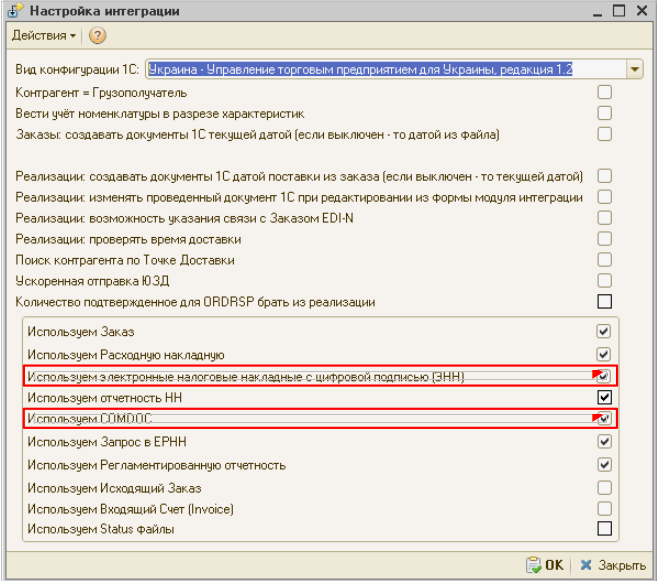 Настройка интеграции
Действия
Вид конфигурации 1С: Украина - Управление торговым предприятием для Украины, редакция 1.2
Контрагент = Грузополучатель
Вести учёт номенклатуры в разрезе характеристик
Заказы: создавать документы 1С текущей датой (если выключен - то датой из файла)
Реализации: создавать документы 1С датой поставки из заказа (если выключен - то текущей датой)
Реализации: изменять проведенный документ 1С при редактировании из формы модуля интеграции
Реализации: возможность указания связи с Заказом EDI-N
Реализации: проверять время доставки
Поиск контрагента по Точке Доставки
Ускоренная отправка ЮЗД
Количество подтвержденное для ORDRSP брать из реализации
Используем Заказ
Используем Расходную накладную
Используем электронные налоговые накладные с цифровой подписью (ЭНН)
Используем отчетность НН
Используем COMDOC
Используем Запрос в ЕРНН
Используем Регламентированную отчетность
Используем Исходящий Заказ
Используем Входящий Счет (Invoice)
Используем Status файлы
OK Закрыть